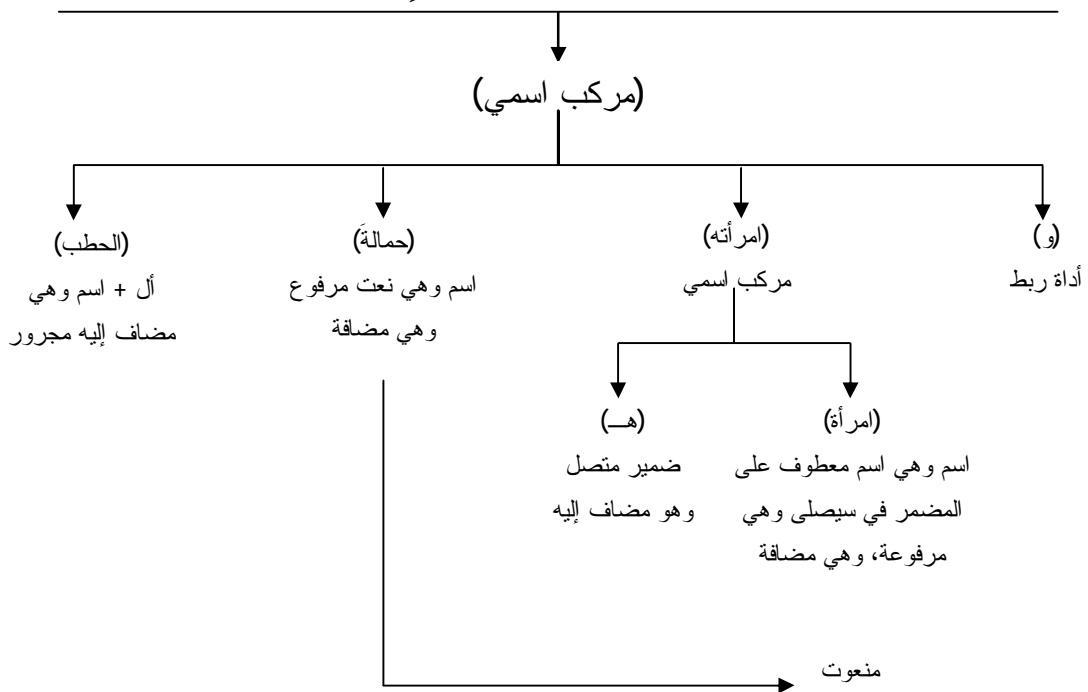 (مركب اسمي)
(و)
أداة ربط
(امرأته)
مركب اسمي
(حمالةَ)
اسم وهي نعت مرفوع
وهي مضافة
(الحطب)
أل + اسم وهي
مضاف إليه مجرور
(امرأة)
اسم وهي اسم معطوف على
المضمر في سيصلى وهي
مرفوعة، وهي مضافة
(هـــ)
ضمير متصل
وهو مضاف إليه
منعوت